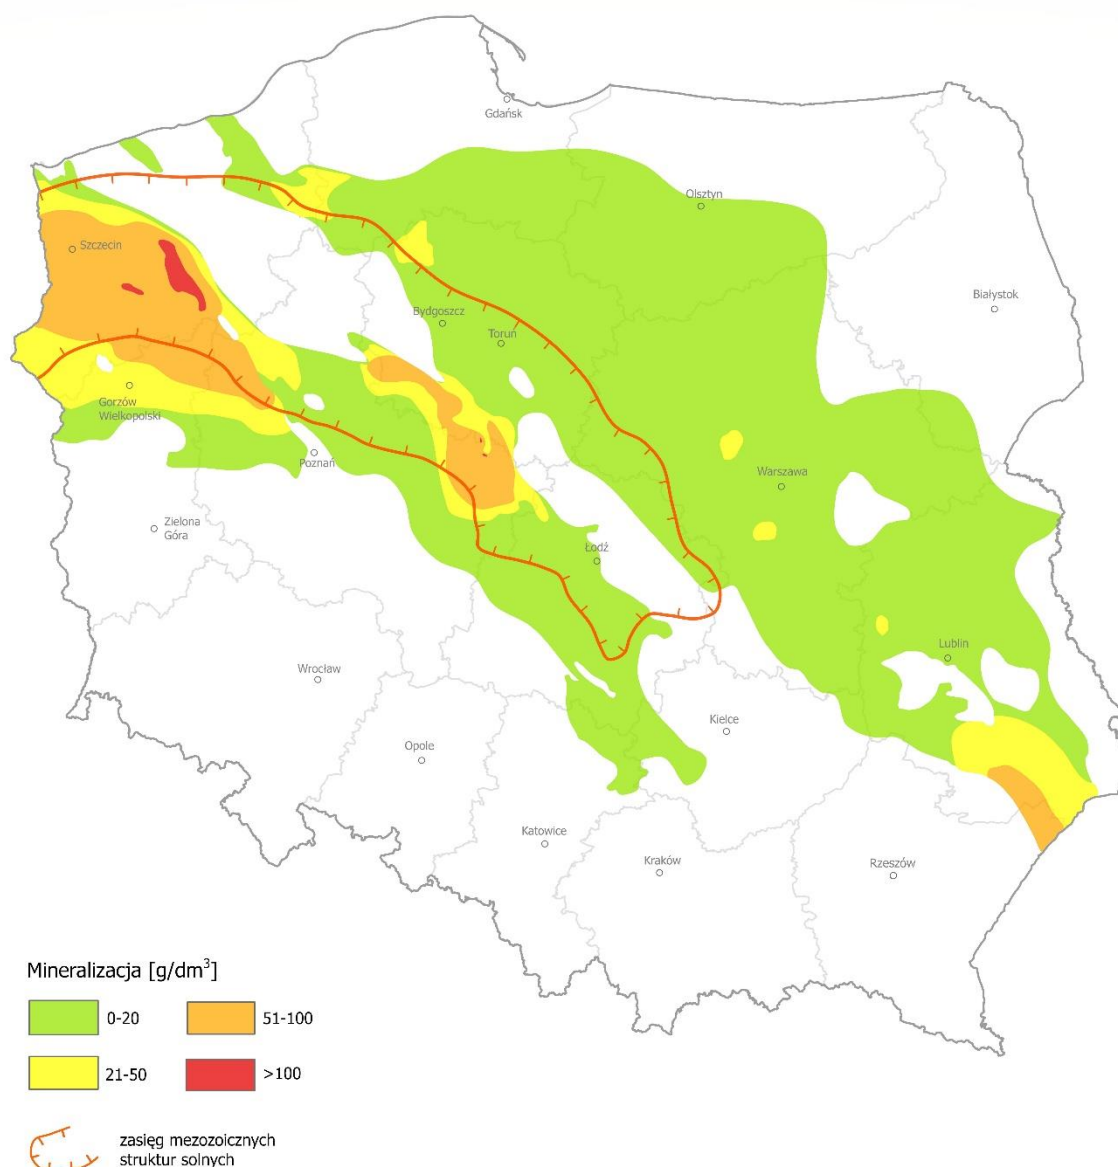 Gdańsk
Olsztyn
Szczecin
Białystok
Bydgoszcz
Toruń
Gorzów
Wielkopolski
Poznań
Warszawa
Zielona
Góra
Łódź
Lublin
Wrocław
Kielce
Opole
Katowice
Kraków
Rzeszów
Mineralizacja [g/dm³]
0-20
51-100
21-50
>100
zasięg mezozoicznych
struktur solnych